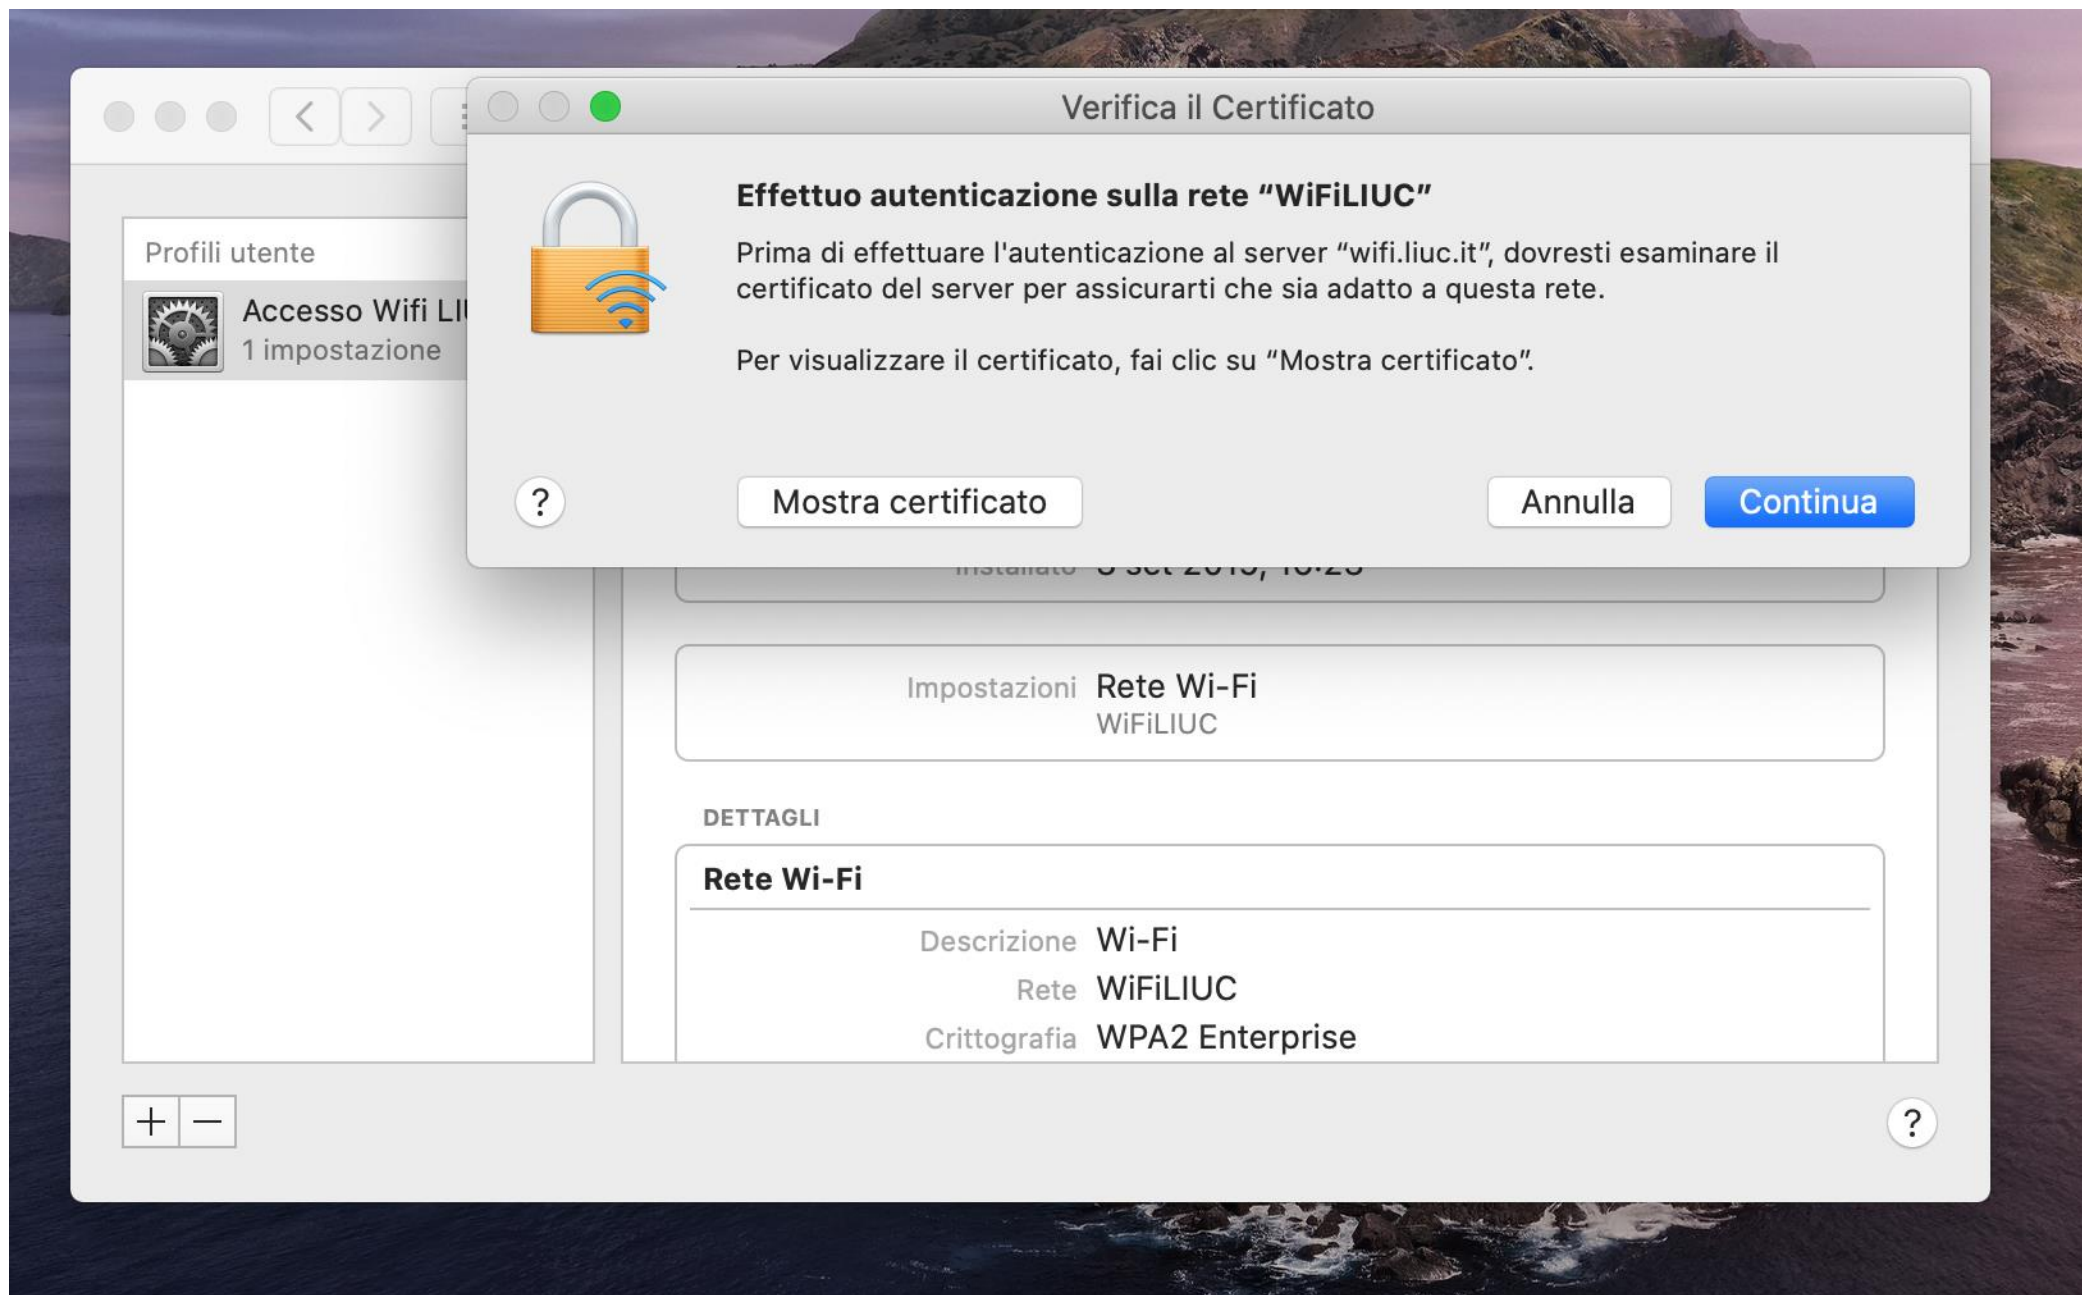 Verifica il Certificato
Effettuo autenticazione sulla rete “WiFiLIUC”
Prima di effettuare l'autenticazione al server “wifi.liuc.it”, dovresti esaminare il
certificato del server per assicurarti che sia adatto a questa rete.
Per visualizzare il certificato, fai clic su “Mostra certificato”.
?
Mostra certificato
Annulla
Continua
Profili utente
Accesso Wifi LI
1 impostazione
Installato
Impostazioni Rete Wi-Fi
WiFiLIUC
DETTAGLI
Rete Wi-Fi
Descrizione Wi-Fi
Rete WiFiLIUC
Crittografia WPA2 Enterprise
?